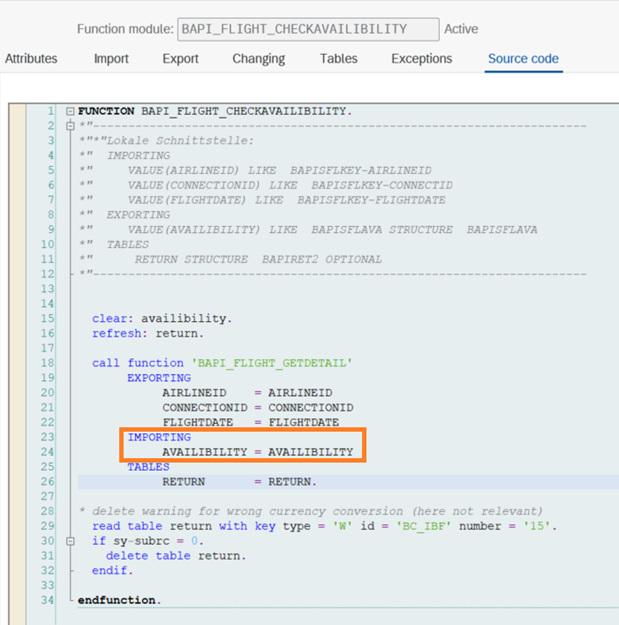 Function module: BAPI_FLIGHT_CHECKAVAILIBILITY Active
Attributes Import Export Changing Tables Exceptions Source code
1 FUNCTION BAPI_FLIGHT_CHECKAVAILIBILITY.
2 *"----------------------------------------------------------------------
3 *"*"Lokale Schnittstelle:
4 *" IMPORTING
5 *" VALUE(AIRLINEID) LIKE BAPISFLKEY-AIRLINEID
6 *" VALUE(CONNECTIONID) LIKE BAPISFLKEY-CONNECTID
7 *" VALUE(FLIGHTDATE) LIKE BAPISFLKEY-FLIGHTDATE
8 *" EXPORTING
9 *" VALUE(AVAILIBILITY) LIKE BAPISFLAVA STRUCTURE BAPISFLAVA
10 *" TABLES
11 *" RETURN STRUCTURE BAPIRET2 OPTIONAL
12 *"----------------------------------------------------------------------
13
14
15 clear: availibility.
16 refresh: return.
17
18 call function 'BAPI_FLIGHT_GETDETAIL'
19 EXPORTING
20 AIRLINEID = AIRLINEID
21 CONNECTIONID = CONNECTIONID
22 FLIGHTDATE = FLIGHTDATE
23 IMPORTING
24 AVAILIBILITY = AVAILIBILITY
25 TABLES
26 RETURN = RETURN.
27
28 * delete warning for wrong currency conversion (here not relevant)
29 read table return with key type = 'W' id = 'BC_IBF' number = '15'.
30 if sy-subrc = 0.
31 delete table return.
32 endif.
33
34 endfunction.